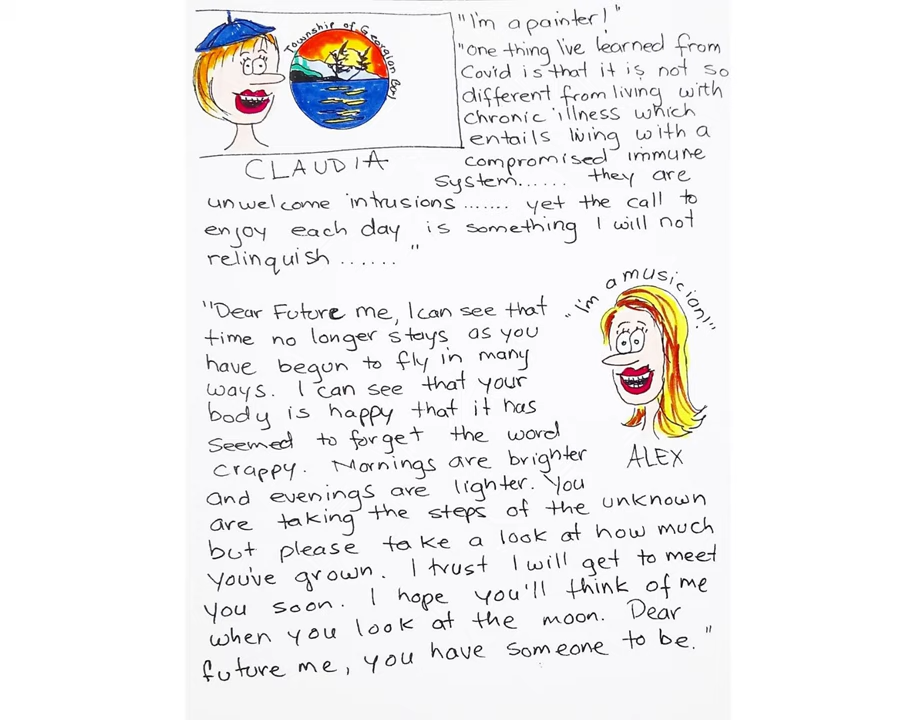 "I'm a painter!"
"One thing I've learned from
Covid is that it is not so
different from living with
chronic illness which
entails living with a
compromised immune
system...... they are
unwelcome intrusions ....... yet the call to
enjoy each day is something I will not
relinquish ...... "
Township of Georgian Bay
CLAUDIA
"Dear Future me, I can see that
time no longer stays as you
have begun to fly in many
ways. I can see that your
body is happy that it has
seemed to forget the word
crappy. Mornings are brighter
and evenings are lighter. You
are taking the steps of the unknown
but please take a look at how much
you've grown. I trust I will get to meet
you soon. I hope you'll think of me
when you look at the moon. Dear
future me, you have someone to be."
"I'm a musician!"
ALEX